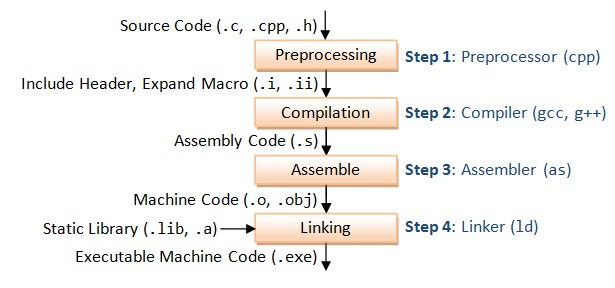 Source Code (.c, .cpp, .h)
Preprocessing
Step 1: Preprocessor (cpp)
Include Header, Expand Macro (.i, .ii)
Compilation
Step 2: Compiler (gcc, g++)
Assembly Code (.s)
Assemble
Step 3: Assembler (as)
Machine Code (.o, .obj)
Static Library (.lib, .a)
Linking
Step 4: Linker (ld)
Executable Machine Code (.exe)